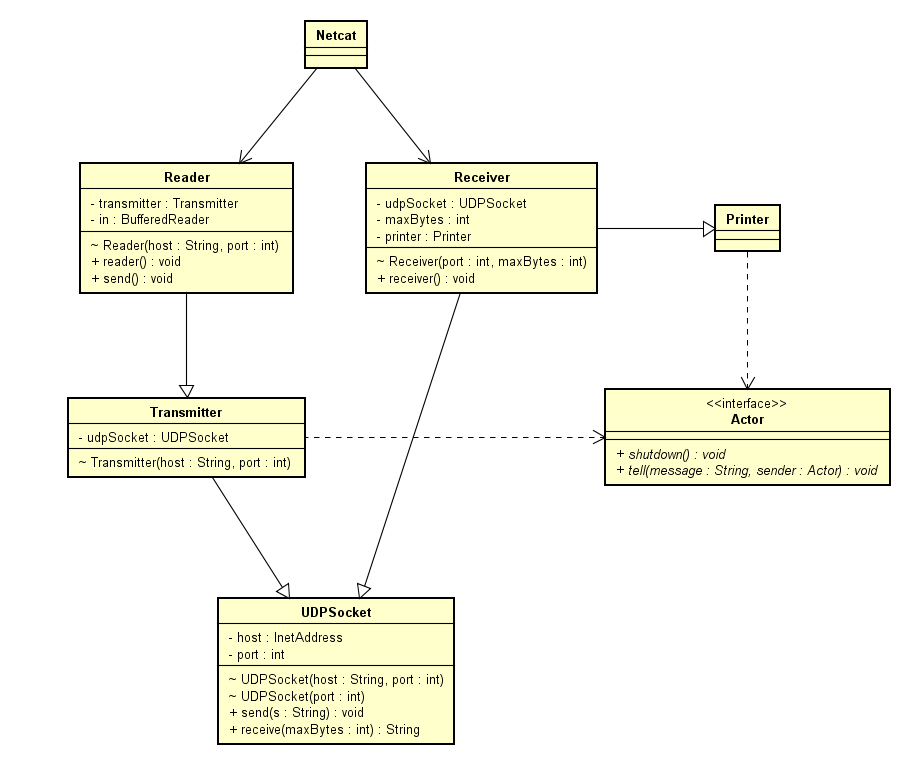 Netcat
Reader
- transmitter : Transmitter
- in : BufferedReader
~ Reader(host : String, port : int)
+ reader() : void
+ send() : void
Receiver
- udpSocket : UDPSocket
- maxBytes : int
- printer : Printer
~ Receiver(port : int, maxBytes : int)
+ receiver() : void
Printer
Transmitter
- udpSocket : UDPSocket
~ Transmitter(host : String, port : int)
<<interface>>
Actor
+ shutdown() : void
+ tell(message : String, sender : Actor) : void
UDPSocket
- host : InetAddress
- port : int
~ UDPSocket(host : String, port : int)
~ UDPSocket(port : int)
+ send(s : String) : void
+ receive(maxBytes : int) : String